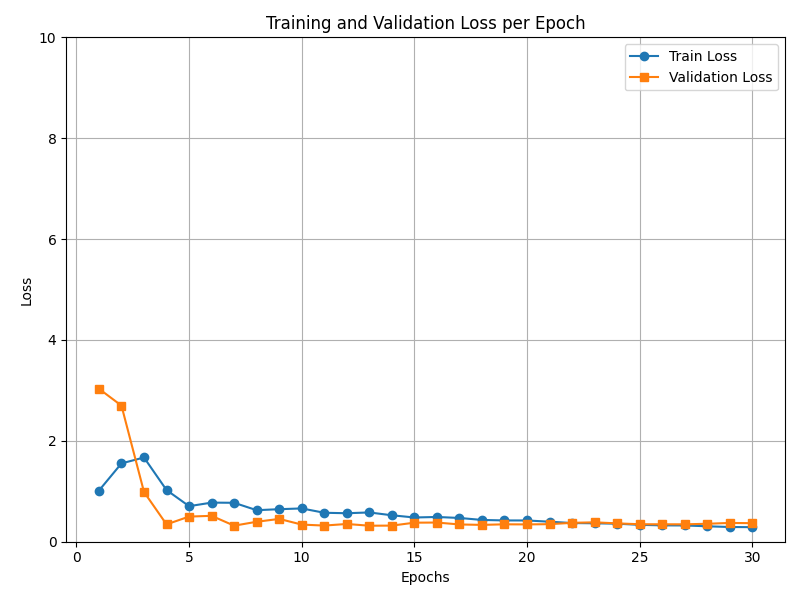 Training and Validation Loss per Epoch
Train Loss
Validation Loss
Loss
10
8
6
4
2
0
0 5 10 15 20 25 30
Epochs